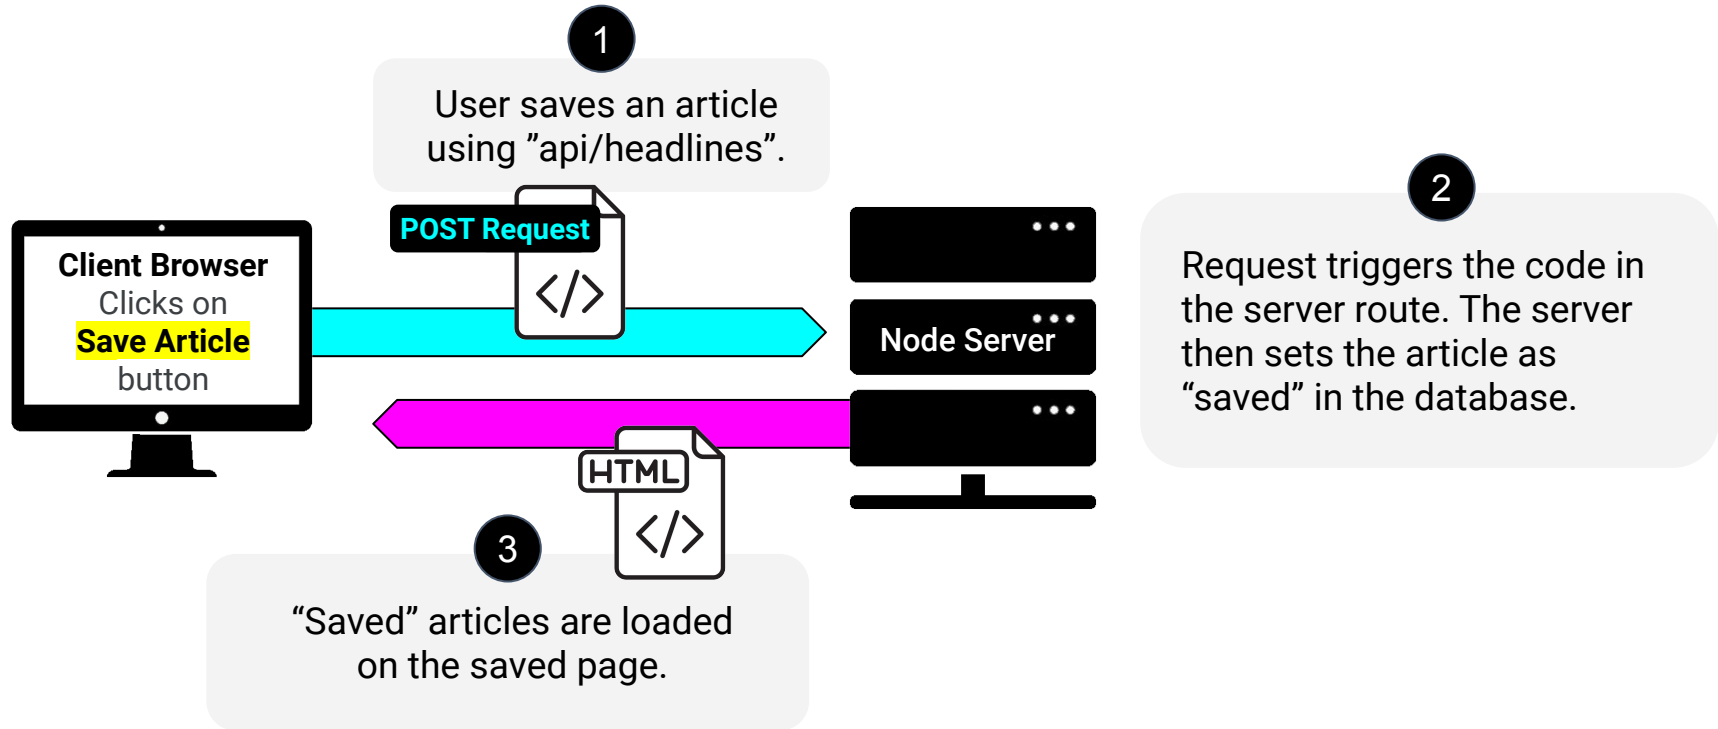 1
User saves an article
using ”api/headlines”.
POST Request
</>
Client Browser
Clicks on
Save Article
button
Node Server
2
Request triggers the code in
the server route. The server
then sets the article as
“saved” in the database.
HTML
</>
3
“Saved” articles are loaded
on the saved page.